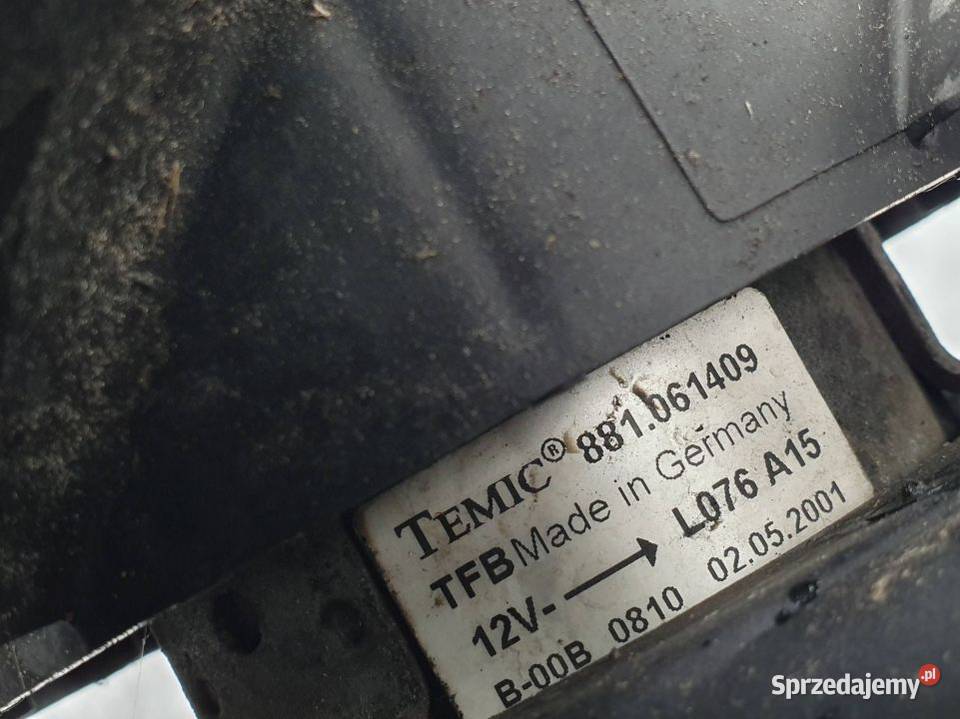 TEMIC® 881.061409
TFB Made in Germany
12V- → L076 A15
B-00B 0810 02.05.2001
Sprzedajemy.pl